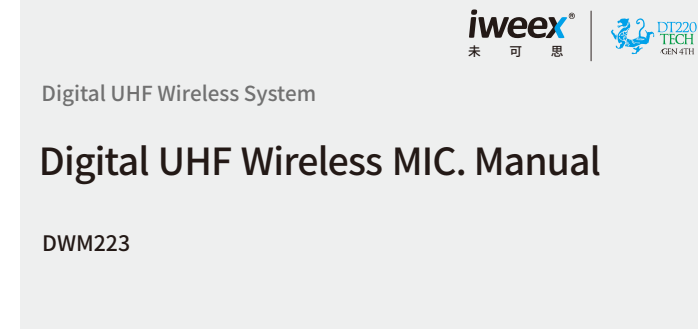 iweex®
未可思
DT220
TECH
GEN 4TH
Digital UHF Wireless System
Digital UHF Wireless MIC. Manual
DWM223